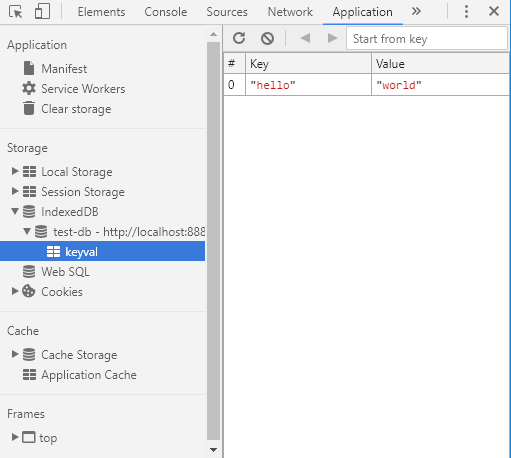 Elements Console Sources Network Application
Application
Manifest
Service Workers
Clear storage
Storage
Local Storage
Session Storage
IndexedDB
test-db - http://localhost:888
keyval
Web SQL
Cookies
Cache
Cache Storage
Application Cache
Frames
top
Start from key
# Key Value
0 "hello" "world"